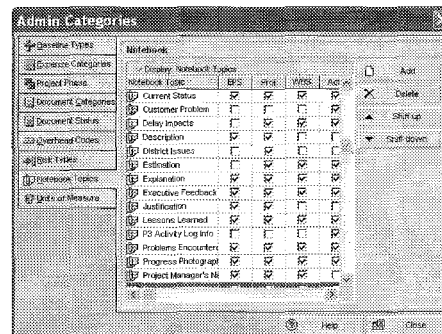 Admin Categories
Baseline Types
Expense Categories
Project Phase
Document Categories
Document Status
Overhead Codes
Risk Types
Notebook Topics
Units of Measure
Notebook
Display: Notebook Topics
Notebook Topic EPS Proj WBS Act
Current Status
Customer Problem
Delay Impacts
Description
District Issues
Estimation
Explanation
Executive Feedback
Justification
Lessons Learned
P3 Activity Log Info
Problems Encountere
Progress Photograph
Project Manager's N
Add
Delete
Shift up
Shift down
Help
Close